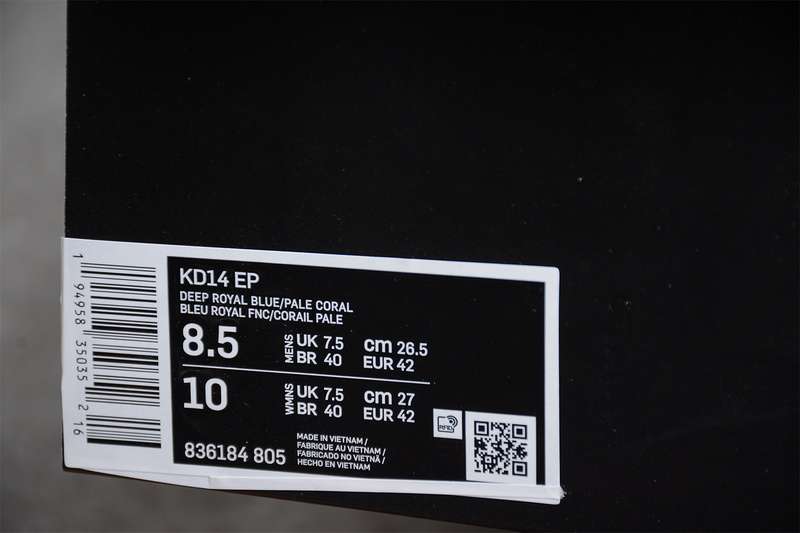 KD14 EP
DEEP ROYAL BLUE/PALE CORAL
BLEU ROYAL FNC/CORAIL PALE
8.5 MENS UK 7.5 cm 26.5
BR 40 EUR 42
10 WMNS UK 7.5 cm 27
BR 40 EUR 42
836184 805
MADE IN VIETNAM /
FABRIQUE AU VIETNAM /
FABRICADO NO VIETNÃ /
HECHO EN VIETNAM
RFID
1 94958 35035 2 16